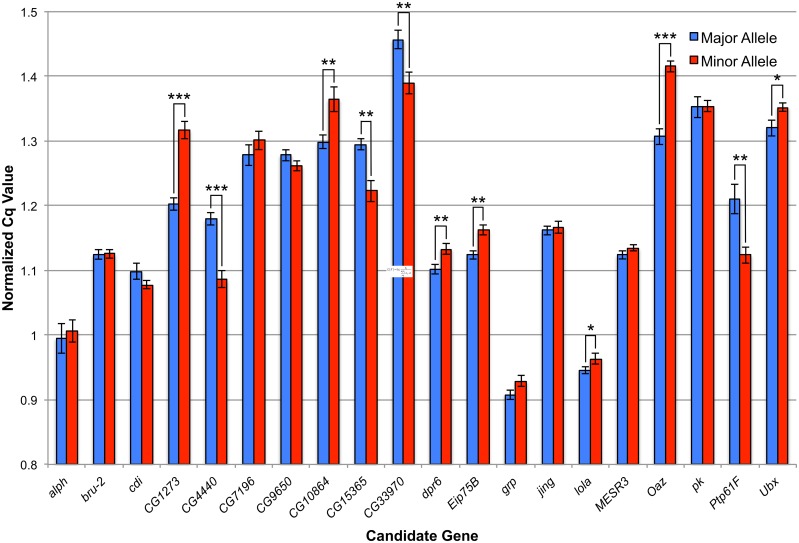 1.5
1.4
1.3
1.2
1.1
1
0.9
0.8
Normalized Cq Value
Major Allele
Minor Allele
***
***
**
**
**
**
**
*
***
**
*
alph
bru-2
cdi
CG1273
CG4440
CG7196
CG9650
CG10864
CG15365
CG33970
dpr6
Eip75B
grp
jing
lola
MESR3
Oaz
pk
Ptp61F
Ubx
Candidate Gene